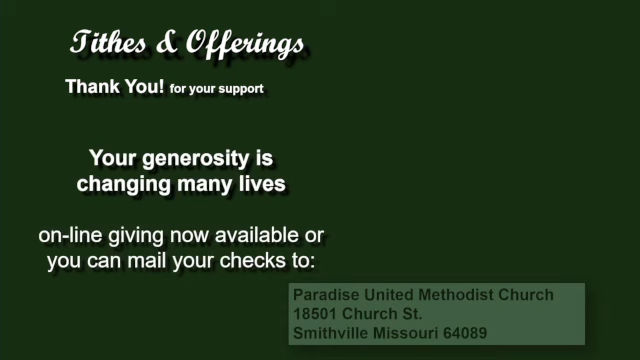 Tithes & Offerings
Thank You! for your support
Your generosity is
changing many lives
on-line giving now available or
you can mail your checks to:
Paradise United Methodist Church
18501 Church St.
Smithville Missouri 64089